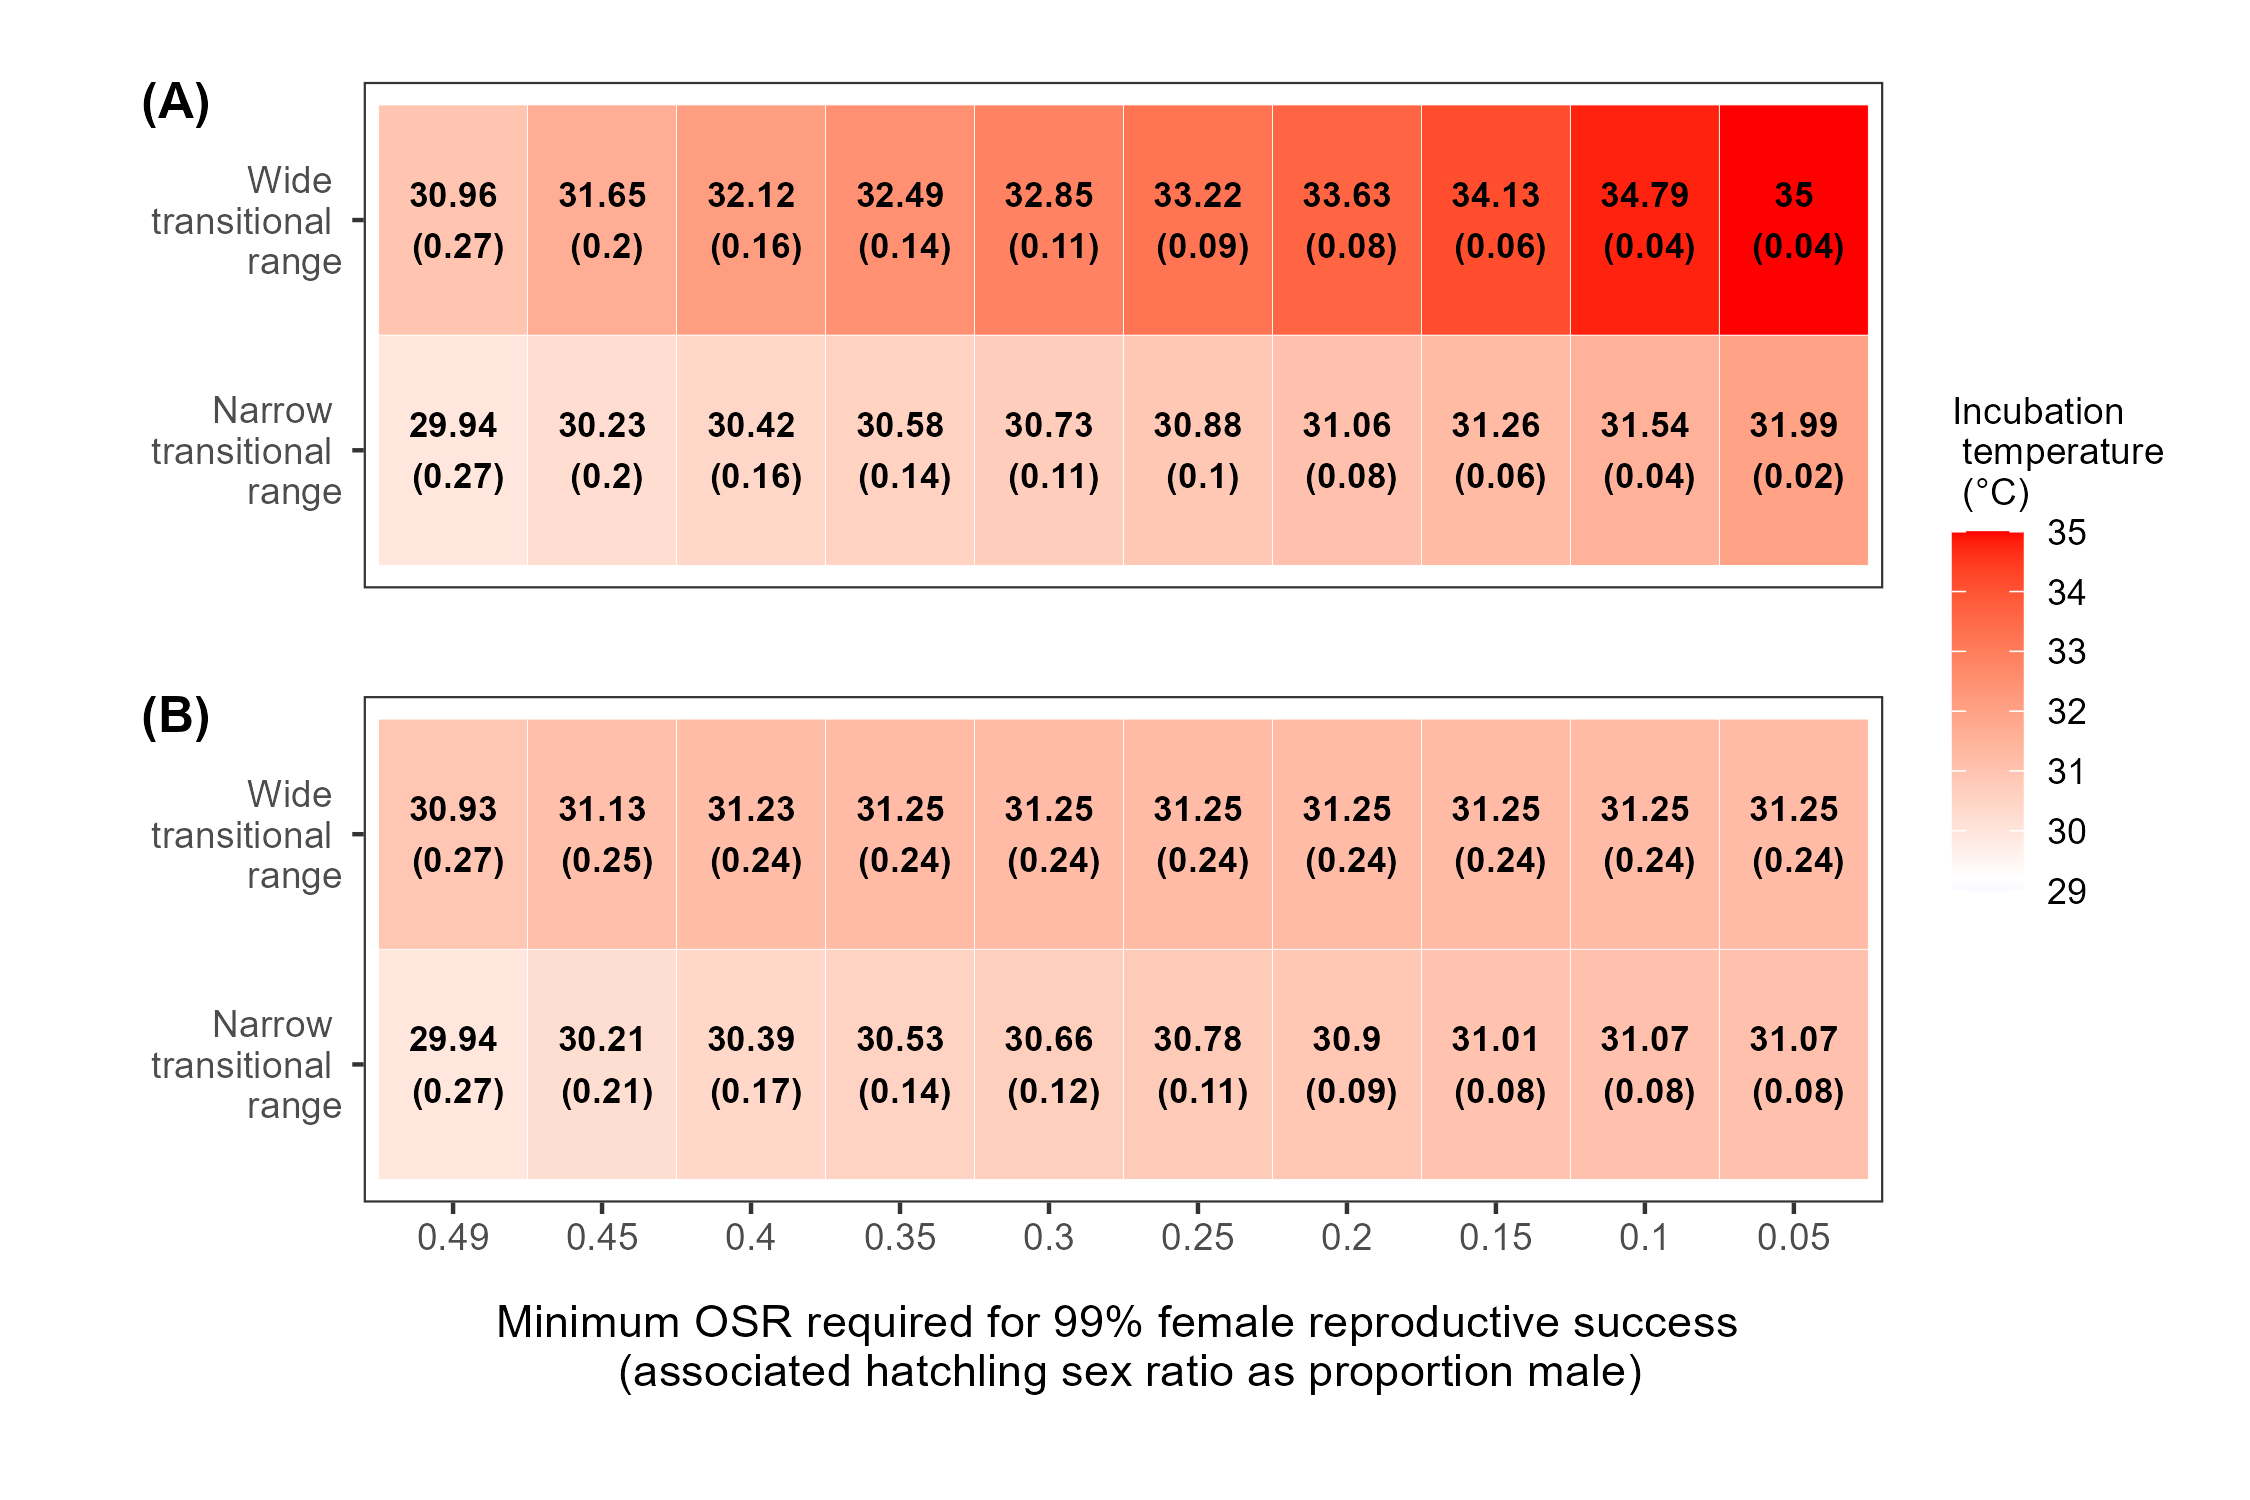 (A)
Wide
transitional
range
30.96 31.65 32.12 32.49 32.85 33.22 33.63 34.13 34.79 35
(0.27) (0.2) (0.16) (0.14) (0.11) (0.09) (0.08) (0.06) (0.04) (0.04)
Narrow
transitional
range
29.94 30.23 30.42 30.58 30.73 30.88 31.06 31.26 31.54 31.99
(0.27) (0.2) (0.16) (0.14) (0.11) (0.1) (0.08) (0.06) (0.04) (0.02)
(B)
Wide
transitional
range
30.93 31.13 31.23 31.25 31.25 31.25 31.25 31.25 31.25 31.25
(0.27) (0.25) (0.24) (0.24) (0.24) (0.24) (0.24) (0.24) (0.24) (0.24)
Narrow
transitional
range
29.94 30.21 30.39 30.53 30.66 30.78 30.9 31.01 31.07 31.07
(0.27) (0.21) (0.17) (0.14) (0.12) (0.11) (0.09) (0.08) (0.08) (0.08)
0.49 0.45 0.4 0.35 0.3 0.25 0.2 0.15 0.1 0.05
Minimum OSR required for 99% female reproductive success
(associated hatchling sex ratio as proportion male)
Incubation
temperature
(°C)
35
34
33
32
31
30
29